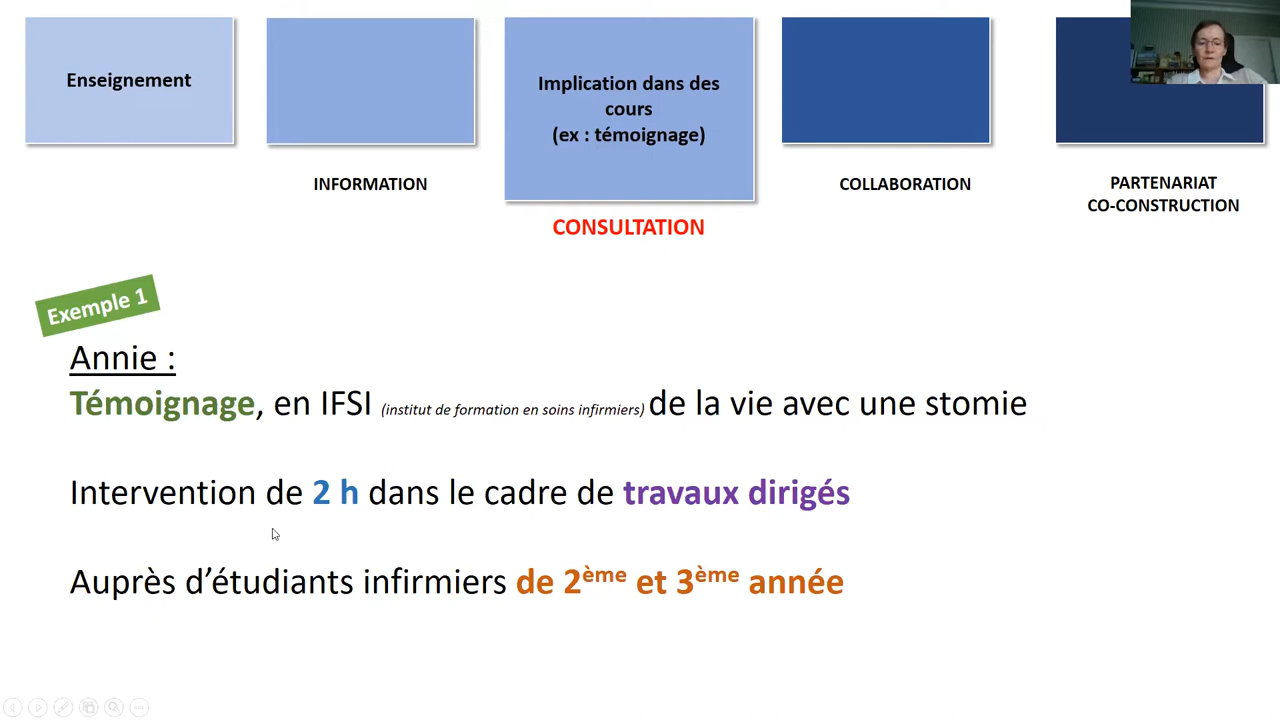 Enseignement
Implication dans des
cours
(ex : témoignage)
INFORMATION
CONSULTATION
COLLABORATION
PARTENARIAT
CO-CONSTRUCTION
Exemple 1
Annie :
Témoignage, en IFSI (institut de formation en soins infirmiers) de la vie avec une stomie
Intervention de 2 h dans le cadre de travaux dirigés
Auprès d’étudiants infirmiers de 2ème et 3ème année